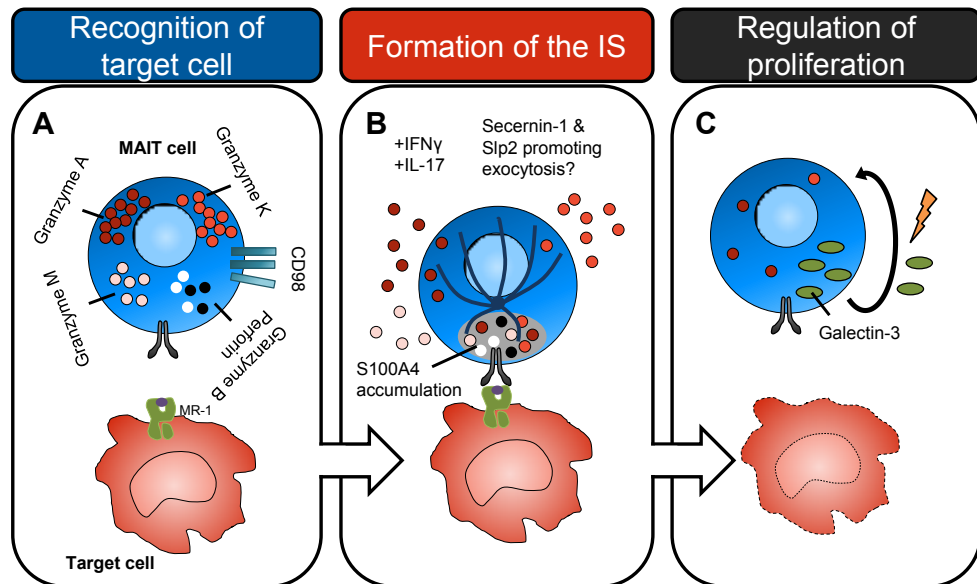 Recognition of
target cell
Formation of the IS
Regulation of
proliferation
A
MAIT cell
Granzyme A
Granzyme K
CD98
Granzyme M
Perforin
Granzyme B
MR-1
Target cell
B
+IFNγ
+IL-17
Secernin-1 &
Slp2 promoting
exocytosis?
S100A4
accumulation
C
Galectin-3